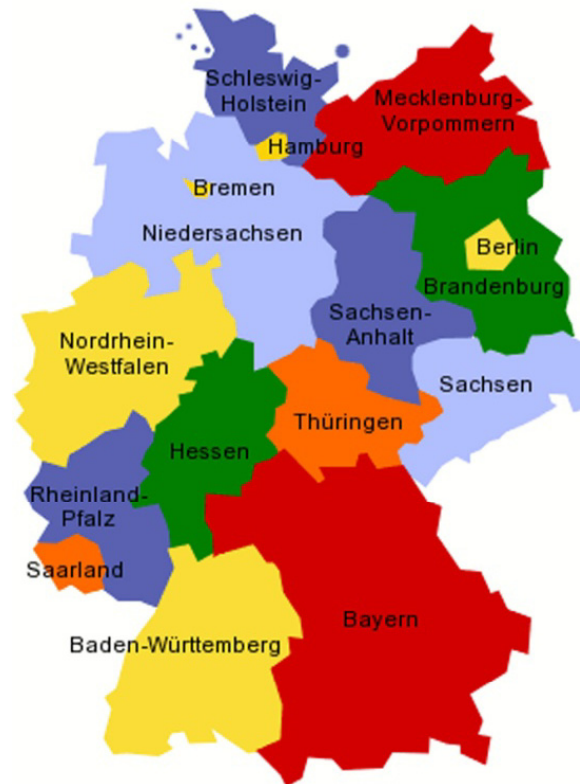 Schleswig-
Holstein
Mecklenburg-
Vorpommern
Hamburg
Bremen
Niedersachsen
Berlin
Brandenburg
Sachsen-
Anhalt
Nordrhein-
Westfalen
Sachsen
Thüringen
Hessen
Rheinland-
Pfalz
Saarland
Bayern
Baden-Württemberg